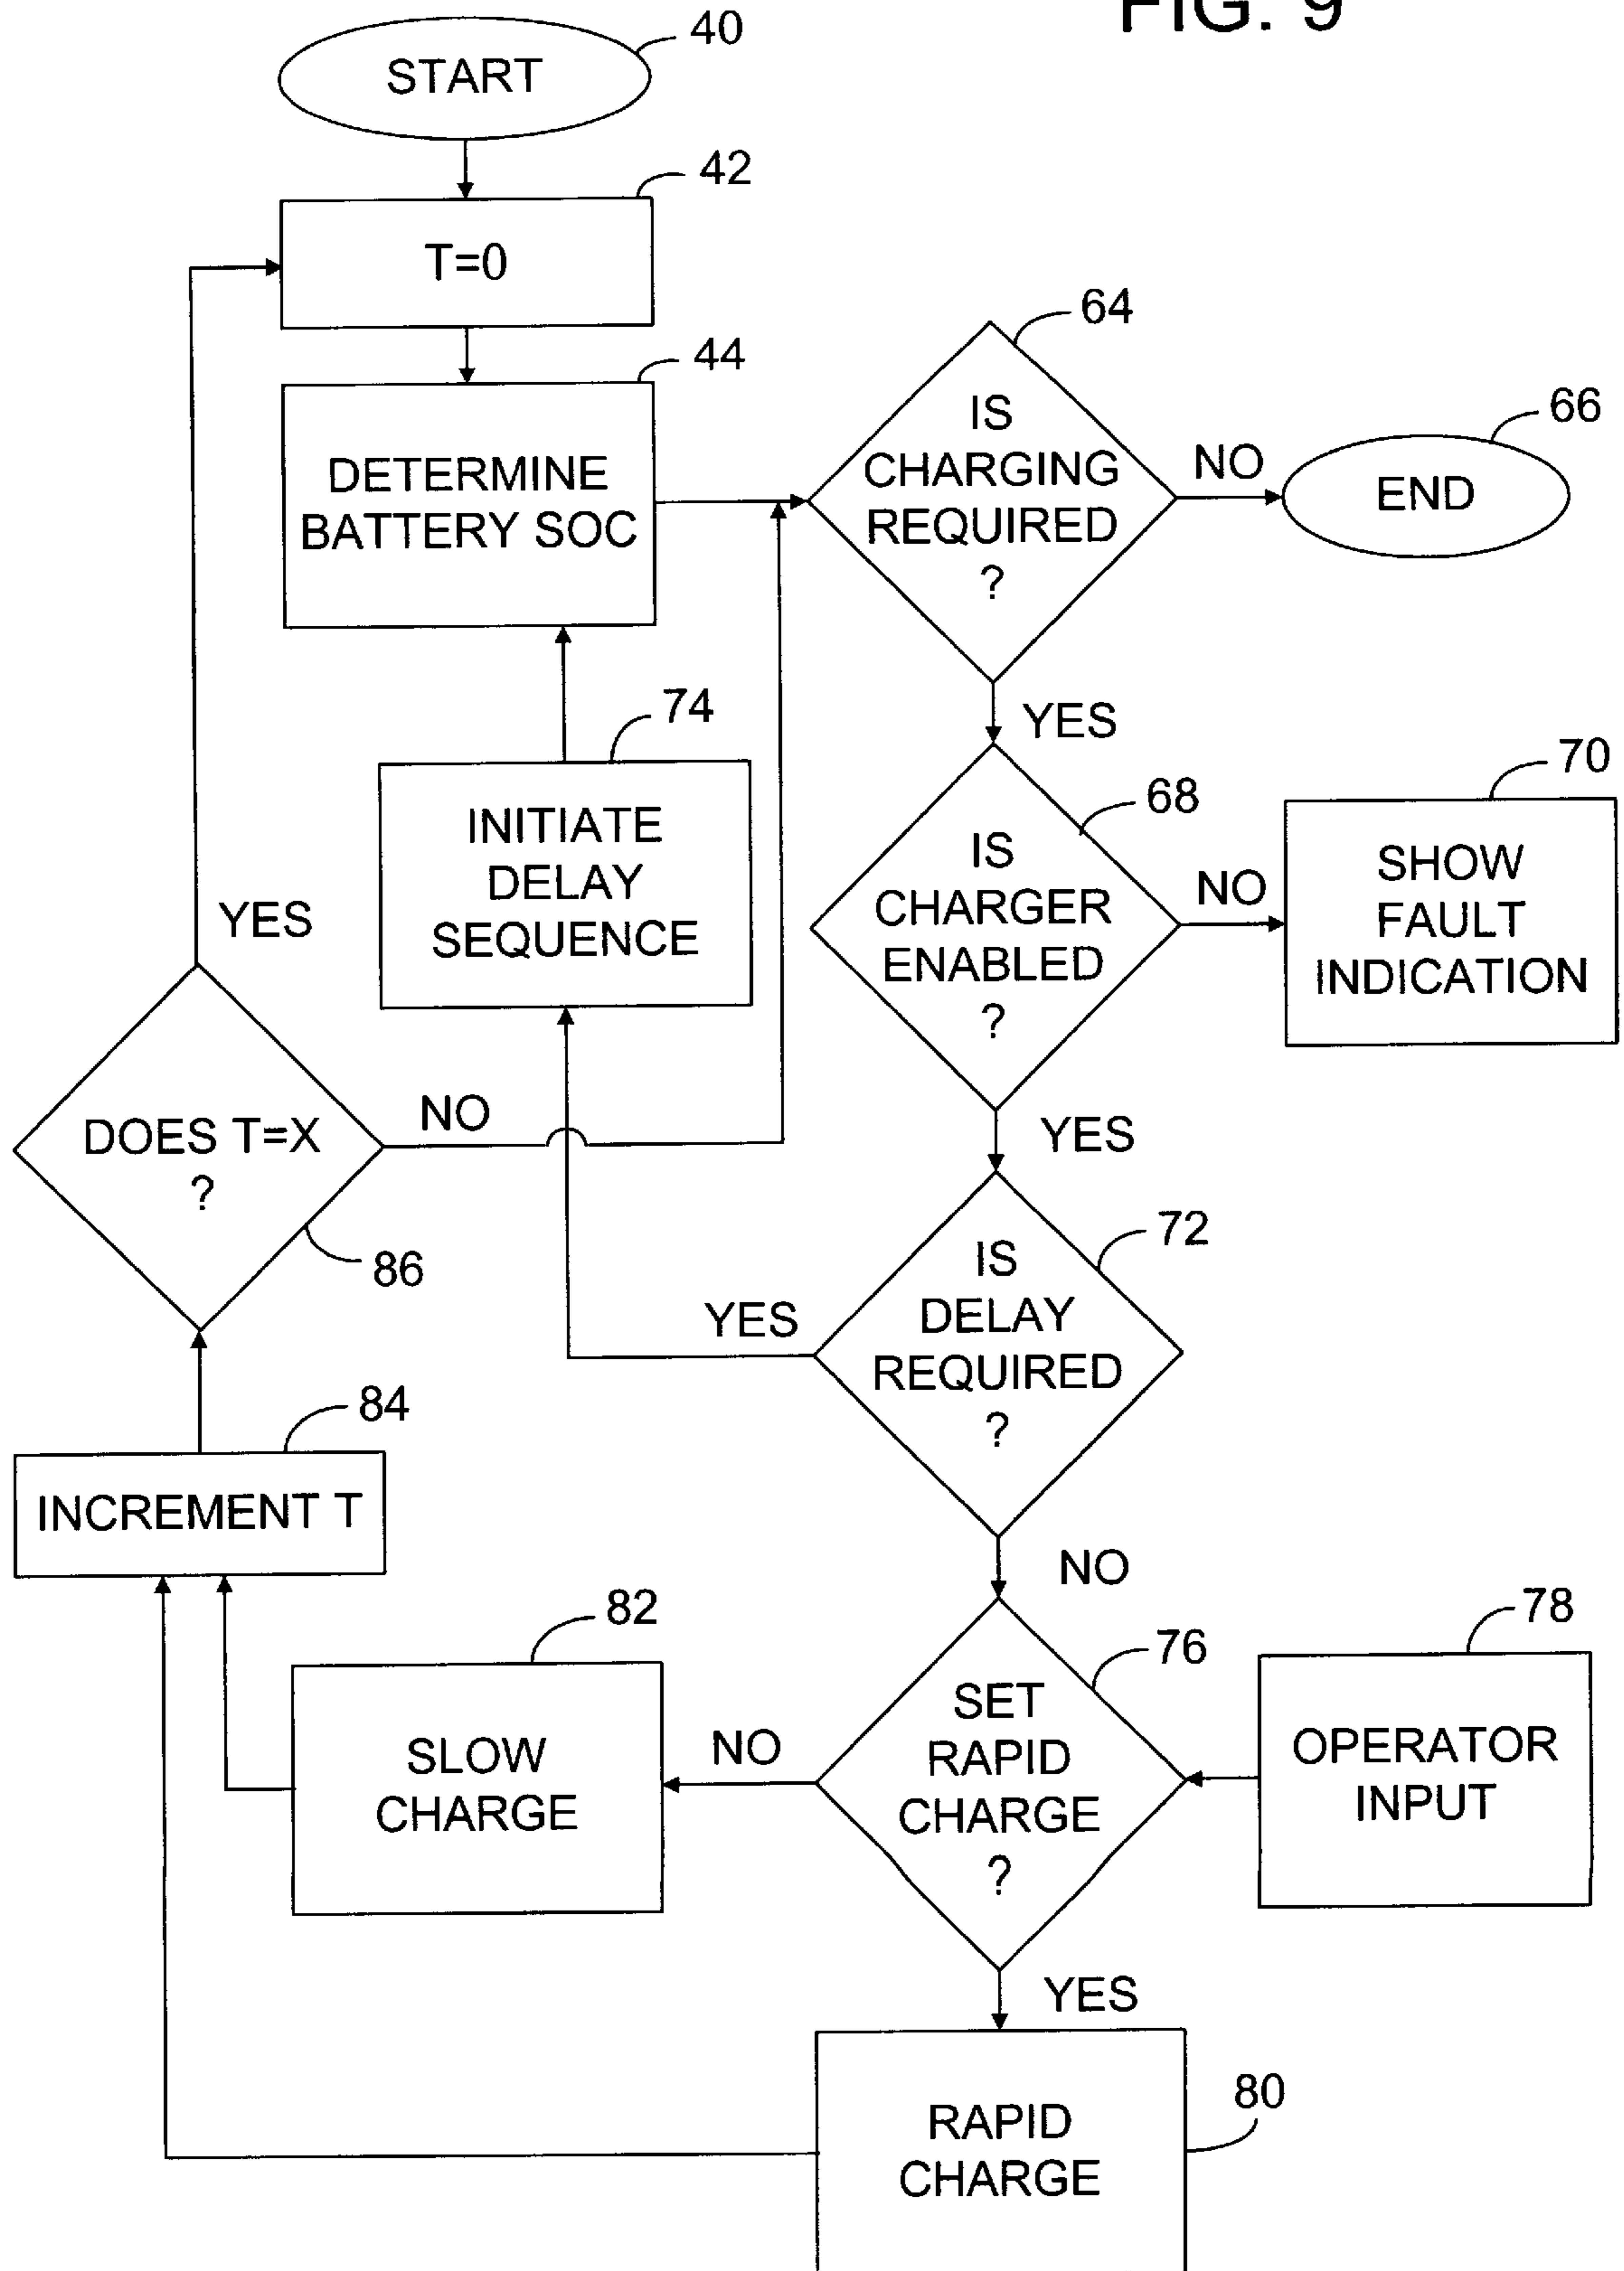 FIG. 9
40
START
42
T=0
44
DETERMINE
BATTERY SOC
64
IS
CHARGING
REQUIRED
?
NO
66
END
YES
74
INITIATE
DELAY
SEQUENCE
68
IS
CHARGER
ENABLED
?
NO
70
SHOW
FAULT
INDICATION
YES
YES
DOES T=X
?
NO
86
72
IS
DELAY
REQUIRED
?
YES
NO
84
INCREMENT T
82
SLOW
CHARGE
NO
76
SET
RAPID
CHARGE
?
78
OPERATOR
INPUT
YES
80
RAPID
CHARGE